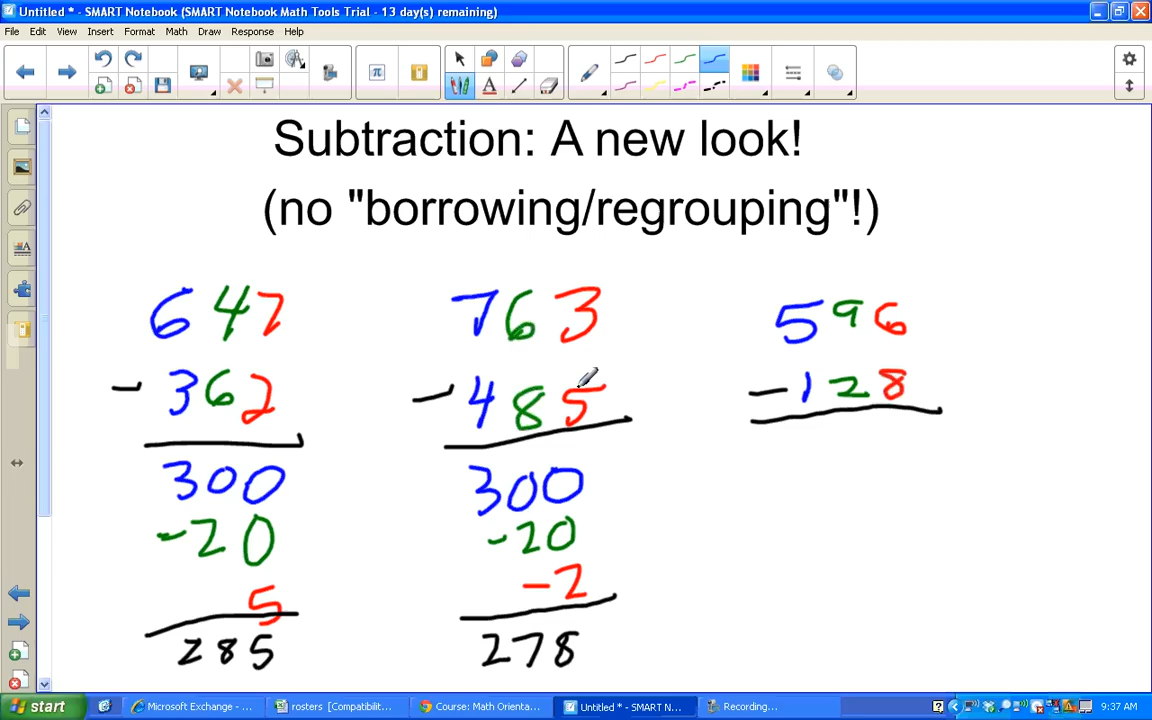 Untitled * - SMART Notebook (SMART Notebook Math Tools Trial - 13 day(s) remaining)
File Edit View Insert Format Math Draw Response Help
Subtraction: A new look!
(no "borrowing/regrouping"!)
647
- 362
300
-20
5
285
763
- 485
300
-20
-2
278
596
- 128
start
Microsoft Exchange - ...
rosters [Compatibilit...
Course: Math Orienta...
Untitled * - SMART N...
Recording...
9:37 AM